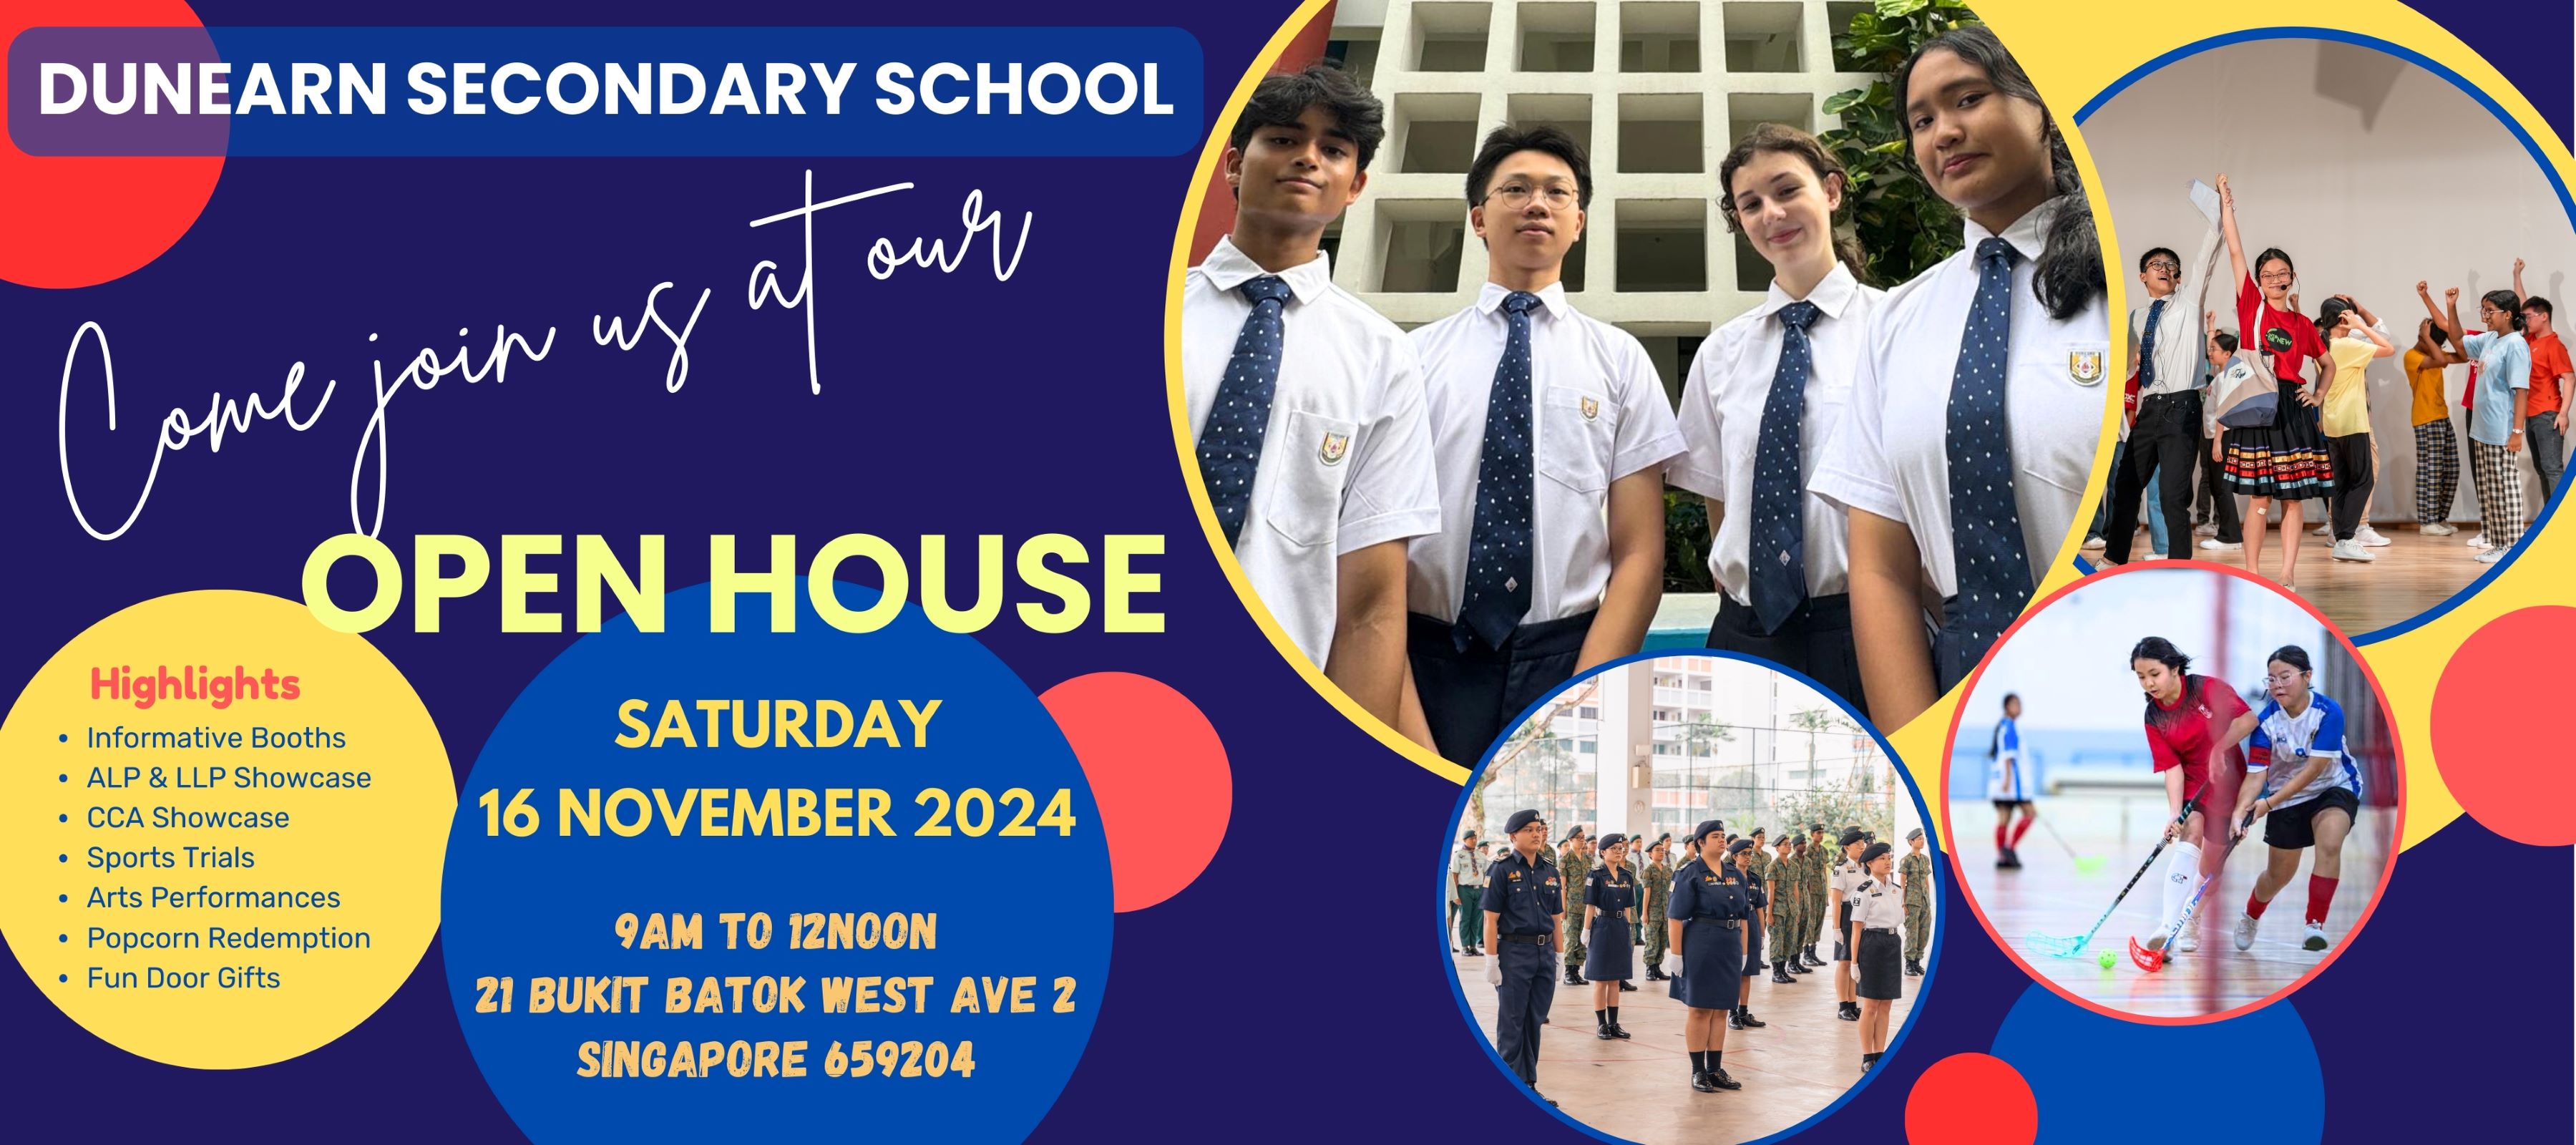 DUNEARN SECONDARY SCHOOL
Come join us at our
OPEN HOUSE
Highlights
• Informative Booths
• ALP & LLP Showcase
• CCA Showcase
• Sports Trials
• Arts Performances
• Popcorn Redemption
• Fun Door Gifts
SATURDAY
16 NOVEMBER 2024
9AM TO 12NOON
21 BUKIT BATOK WEST AVE 2
SINGAPORE 659204